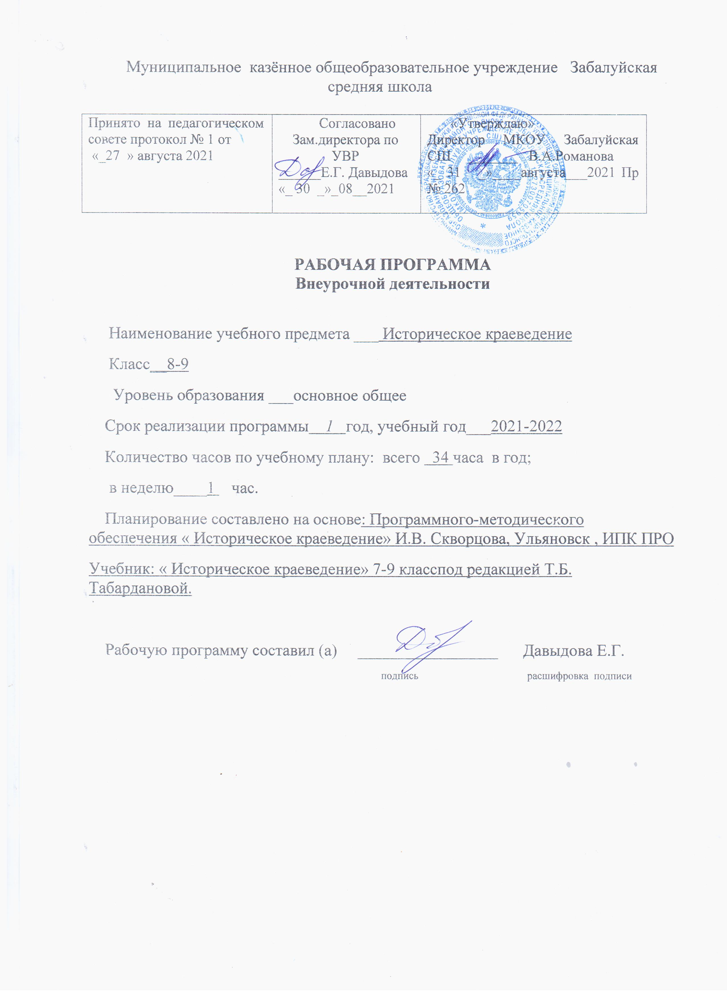 Муниципальное казённое общеобразовательное учреждение Забалуйская
средняя школа
Принято на педагогическом
совете протокол № 1 от
«_27 » августа 2021
Согласовано
Зам.директора по
УВР
______Е.Г. Давыдова
«_ 30 _»_08__2021
«Утверждаю»
Директор МКОУ Забалуйская
СШ ______ В.А.Романова
«_ 31 _»____августа___2021 Пр
№ 262
РАБОЧАЯ ПРОГРАММА
Внеурочной деятельности
Наименование учебного предмета ___ Историческое краеведение
Класс__8-9
Уровень образования ___основное общее
Срок реализации программы__1__год, учебный год___2021-2022
Количество часов по учебному плану: всего _34 часа в год;
в неделю____1_ час.
Планирование составлено на основе: Программного-методического
обеспечения « Историческое краеведение» И.В. Скворцова, Ульяновск , ИПК ПРО
Учебник: « Историческое краеведение» 7-9 класспод редакцией Т.Б.
Табардановой.
Рабочую программу составил (а) _________________ Давыдова Е.Г.
подпись расшифровка подписи